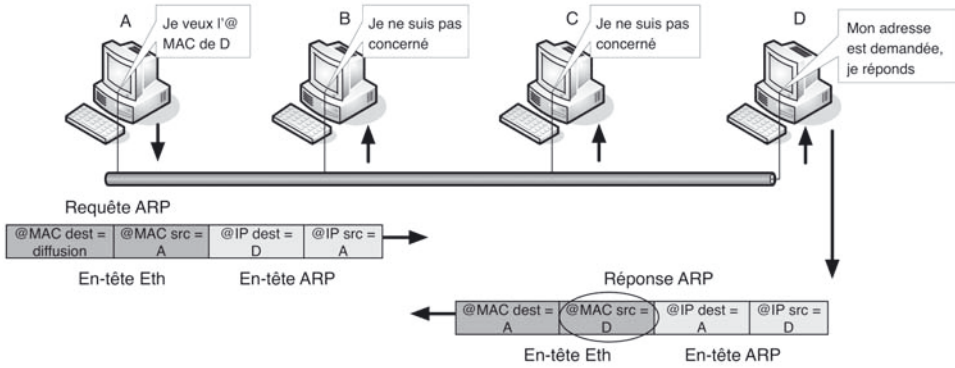 A
Je veux l'@
MAC de D
B
Je ne suis pas
concerné
C
Je ne suis pas
concerné
D
Mon adresse
est demandée,
je réponds
Requête ARP
@MAC dest =
diffusion
@MAC src =
A
@IP dest =
D
@IP src =
A
En-tête Eth
En-tête ARP
Réponse ARP
@MAC dest =
A
@MAC src =
D
@IP dest =
A
@IP src =
D
En-tête Eth
En-tête ARP